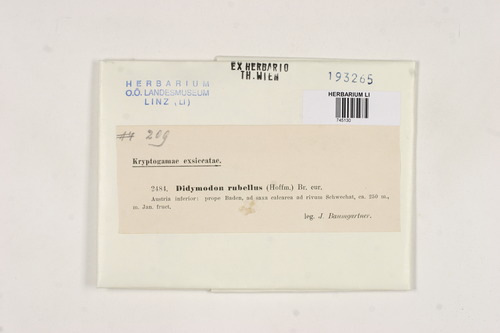 EX HERBARIO
TH. WIEN
193265
HERBARIUM
O.Ö. LANDESMUSEUM
LINZ (LI)
HERBARIUM LI
745130
209
Kryptogamae exsiccatae.
2484. Didymodon rubellus (Hoffm.) Br. eur.
Austria inferior: prope Baden, ad saxa calcarea ad rivum Schwechat, ca. 250 m.,
m. Jan. fruct.
leg. J. Baumgartner.